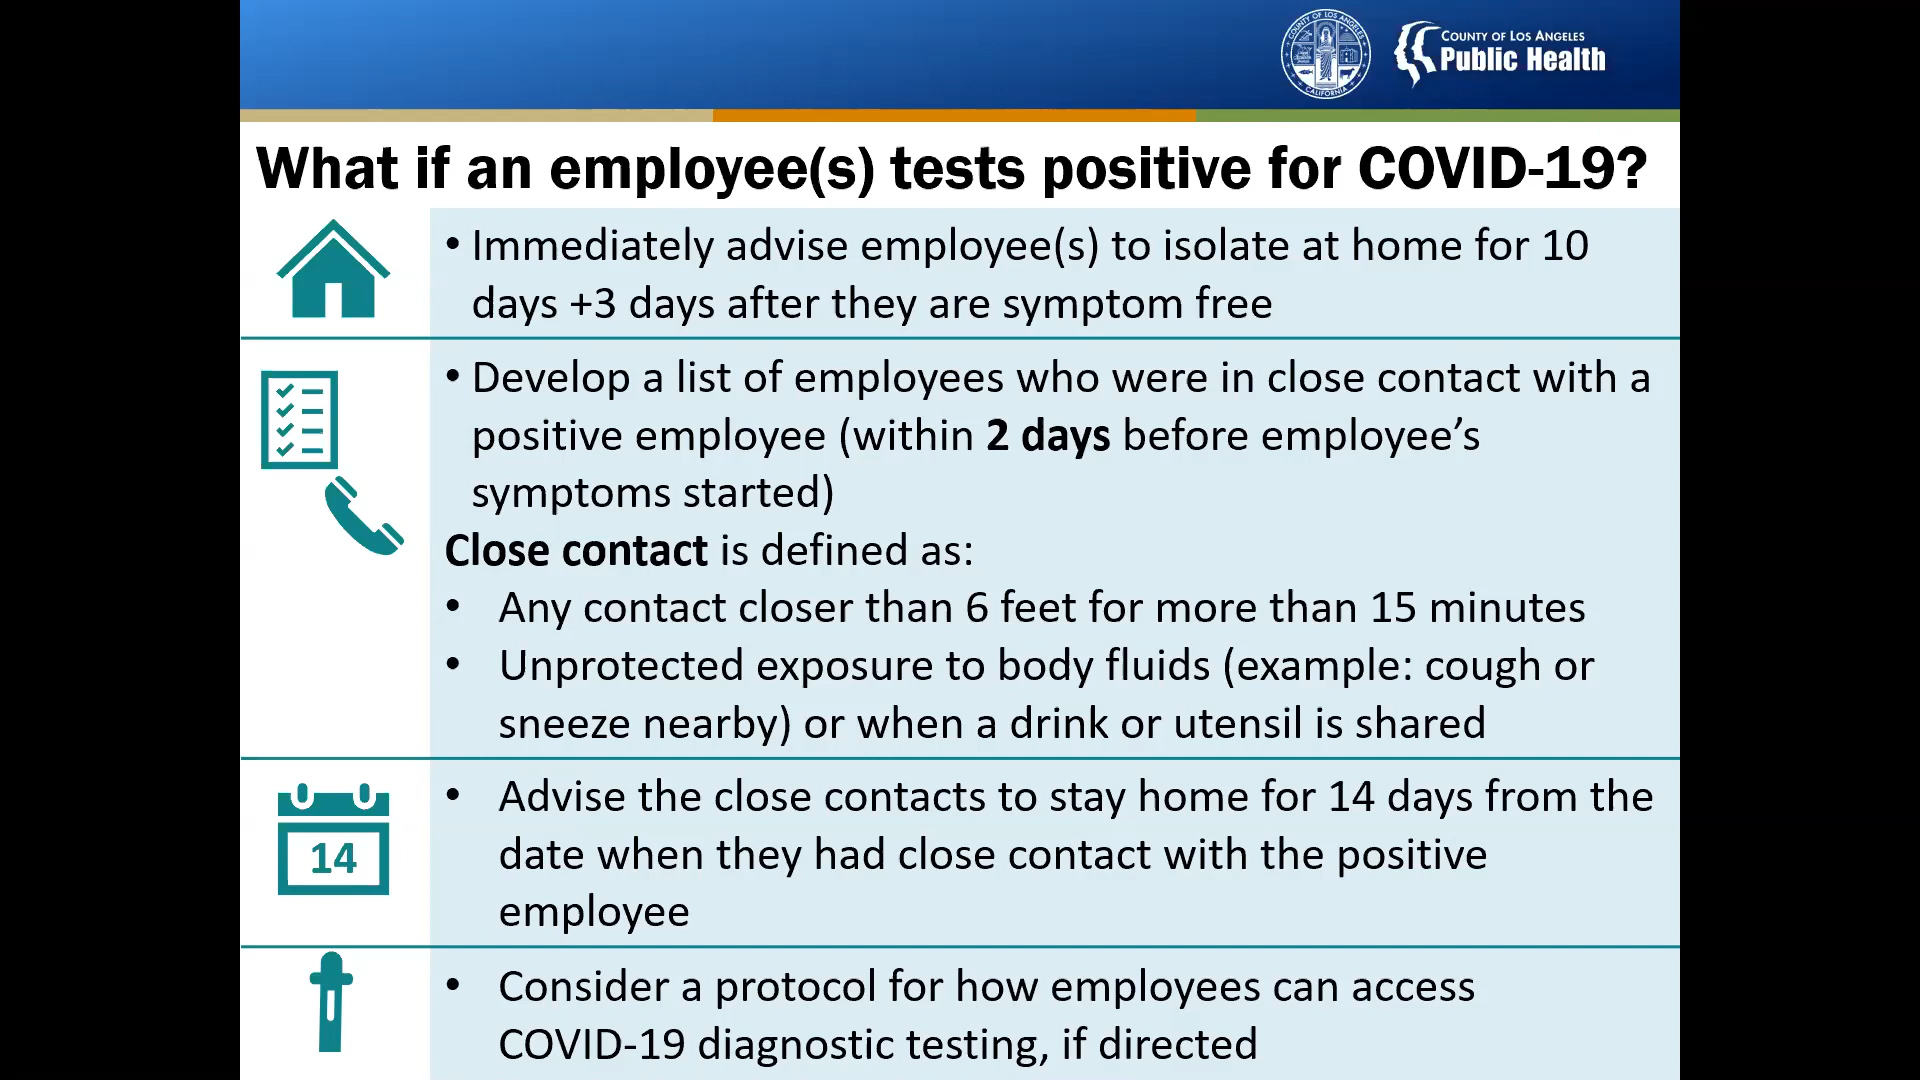 COUNTY OF LOS ANGELES
CALIFORNIA
COUNTY OF LOS ANGELES
Public Health
What if an employee(s) tests positive for COVID-19?
• Immediately advise employee(s) to isolate at home for 10
days +3 days after they are symptom free
• Develop a list of employees who were in close contact with a
positive employee (within 2 days before employee’s
symptoms started)
Close contact is defined as:
• Any contact closer than 6 feet for more than 15 minutes
• Unprotected exposure to body fluids (example: cough or
sneeze nearby) or when a drink or utensil is shared
14
• Advise the close contacts to stay home for 14 days from the
date when they had close contact with the positive
employee
• Consider a protocol for how employees can access
COVID-19 diagnostic testing, if directed